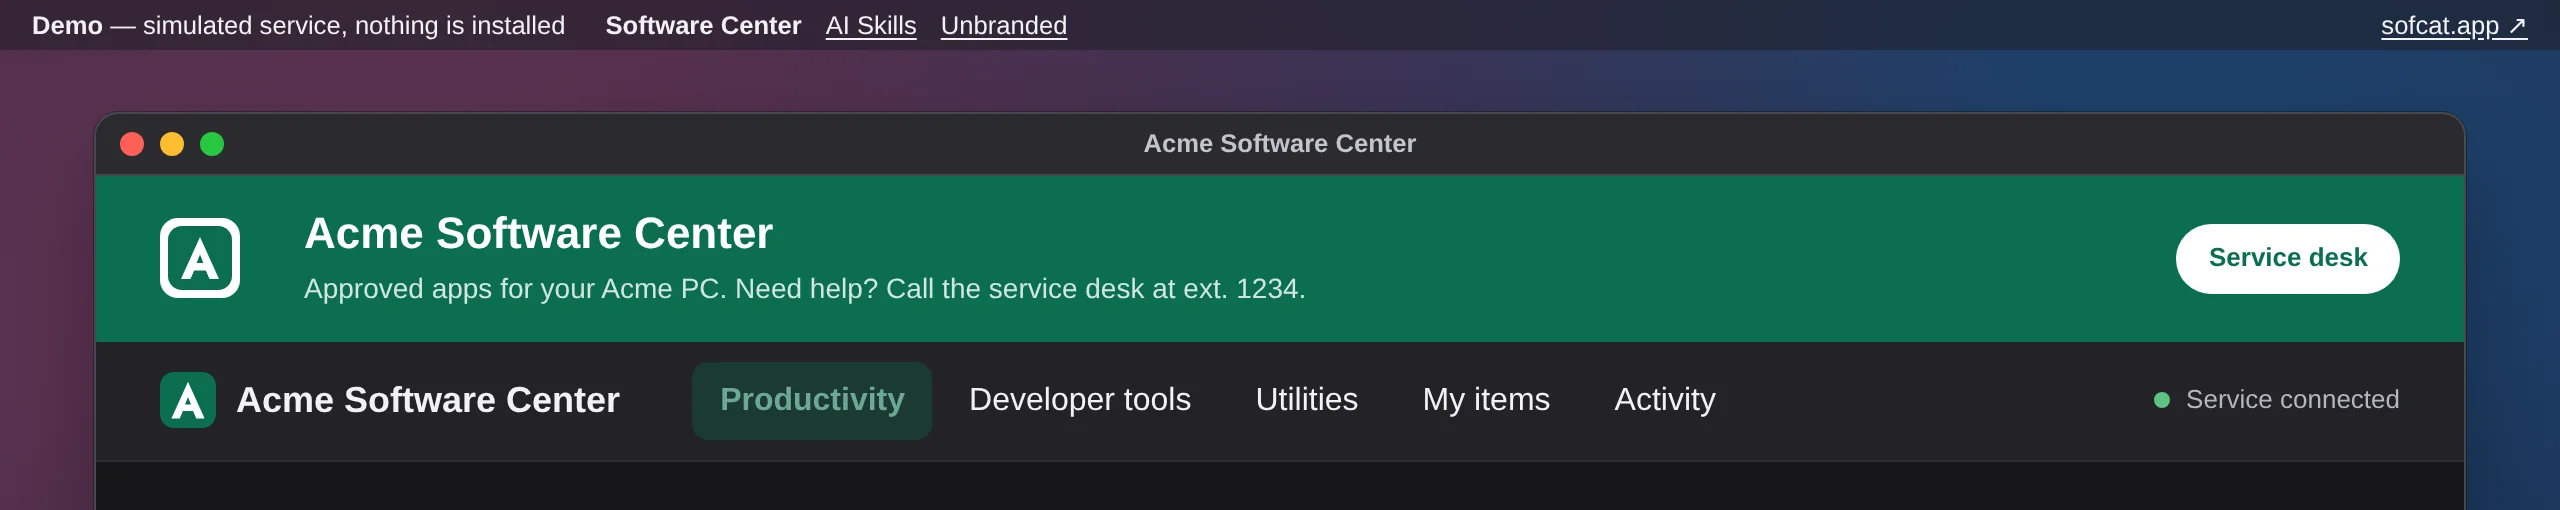 Demo — simulated service, nothing is installed Software Center AI Skills Unbranded sofcat.app ↗
Acme Software Center
Acme Software Center
Approved apps for your Acme PC. Need help? Call the service desk at ext. 1234.
Service desk
Acme Software Center Productivity Developer tools Utilities My items Activity Service connected